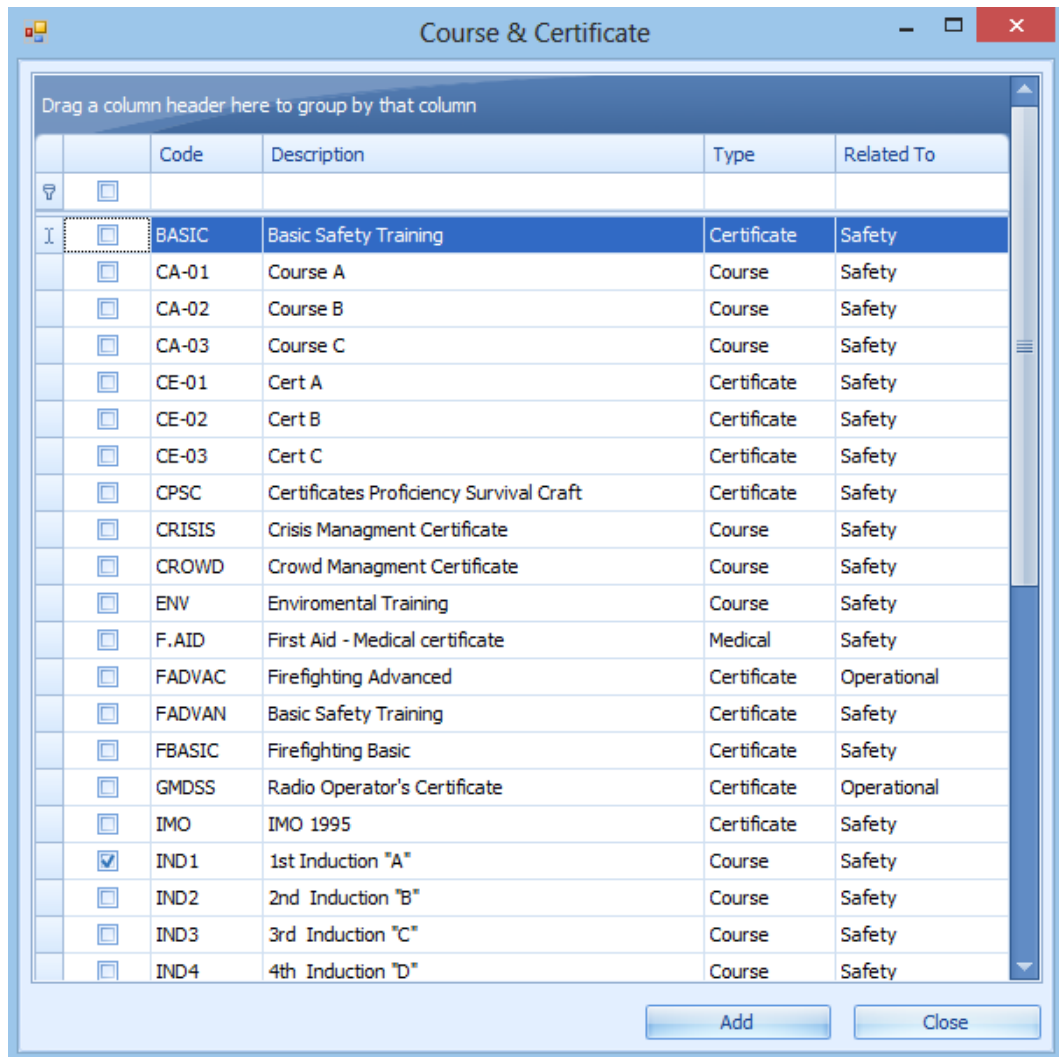 Course & Certificate
Drag a column header here to group by that column
Code Description Type Related To
BASIC Basic Safety Training Certificate Safety
CA-01 Course A Course Safety
CA-02 Course B Course Safety
CA-03 Course C Course Safety
CE-01 Cert A Certificate Safety
CE-02 Cert B Certificate Safety
CE-03 Cert C Certificate Safety
CPSC Certificates Proficiency Survival Craft Certificate Safety
CRISIS Crisis Managment Certificate Course Safety
CROWD Crowd Managment Certificate Course Safety
ENV Enviromental Training Course Safety
F.AID First Aid - Medical certificate Medical Safety
FADVAC Firefighting Advanced Certificate Operational
FADVAN Basic Safety Training Certificate Safety
FBASIC Firefighting Basic Certificate Safety
GMDSS Radio Operator's Certificate Certificate Operational
IMO IMO 1995 Certificate Safety
IND1 1st Induction "A" Course Safety
IND2 2nd Induction "B" Course Safety
IND3 3rd Induction "C" Course Safety
IND4 4th Induction "D" Course Safety
Add Close